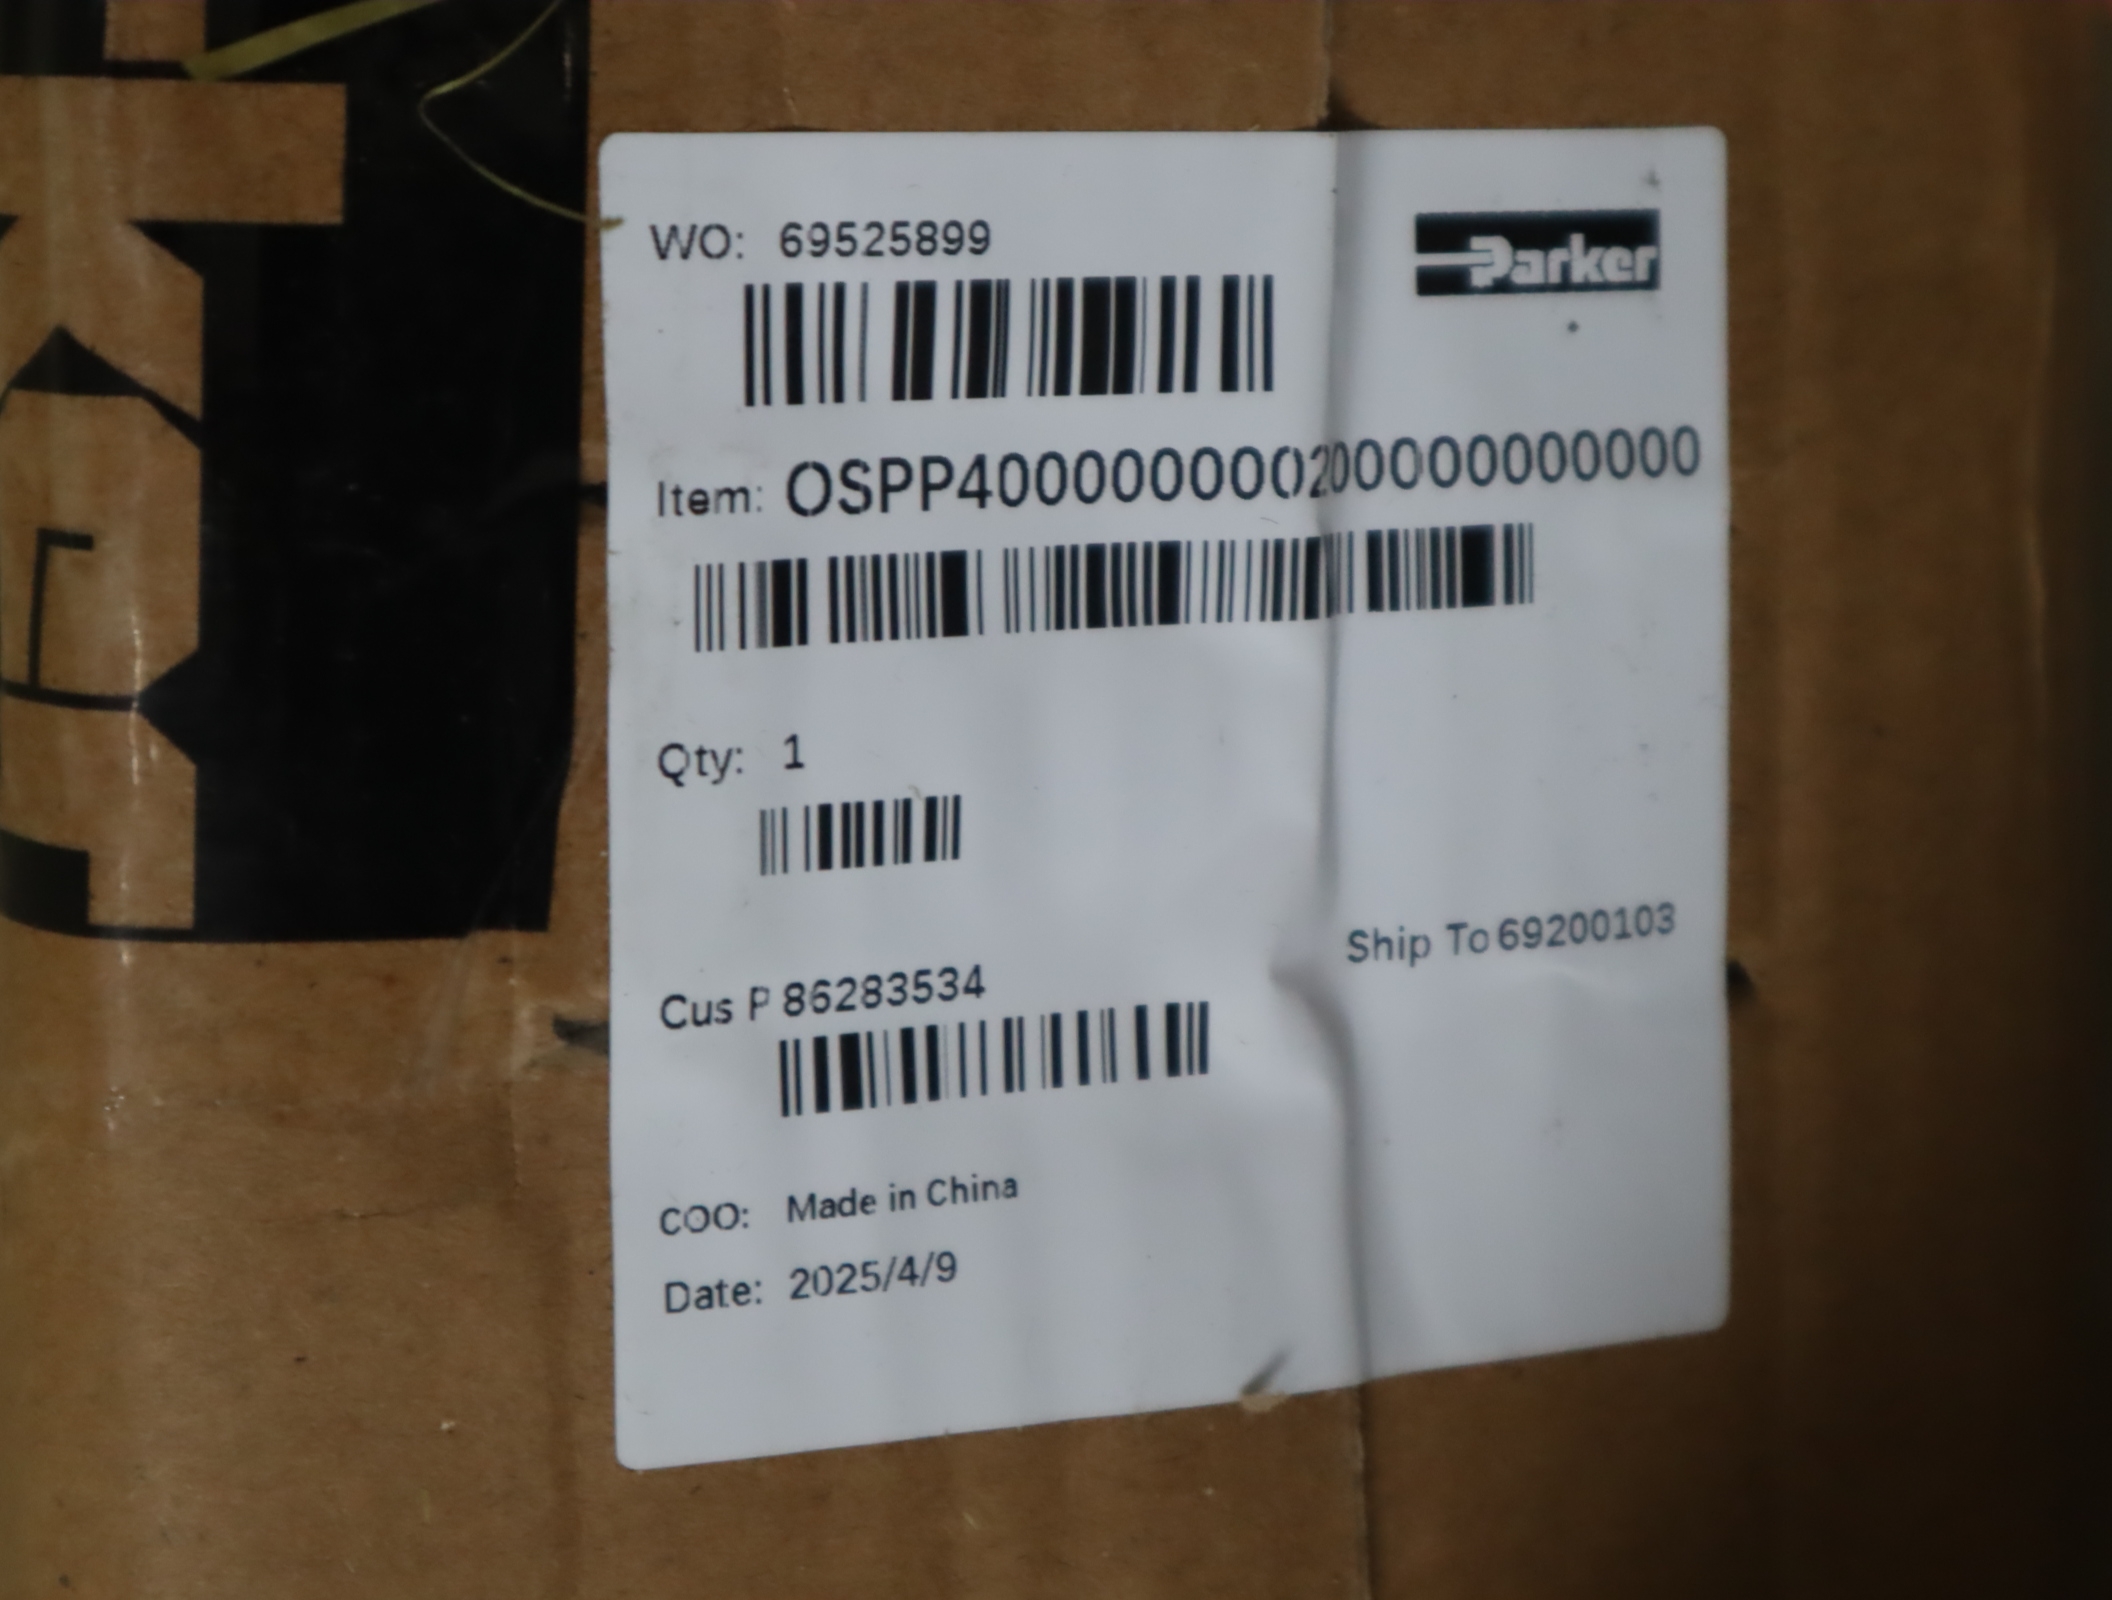 Parker
WO: 69525899
Item: OSPP4000000000200000000000
Qty: 1
Ship To 69200103
Cus P 86283534
COO: Made in China
Date: 2025/4/9